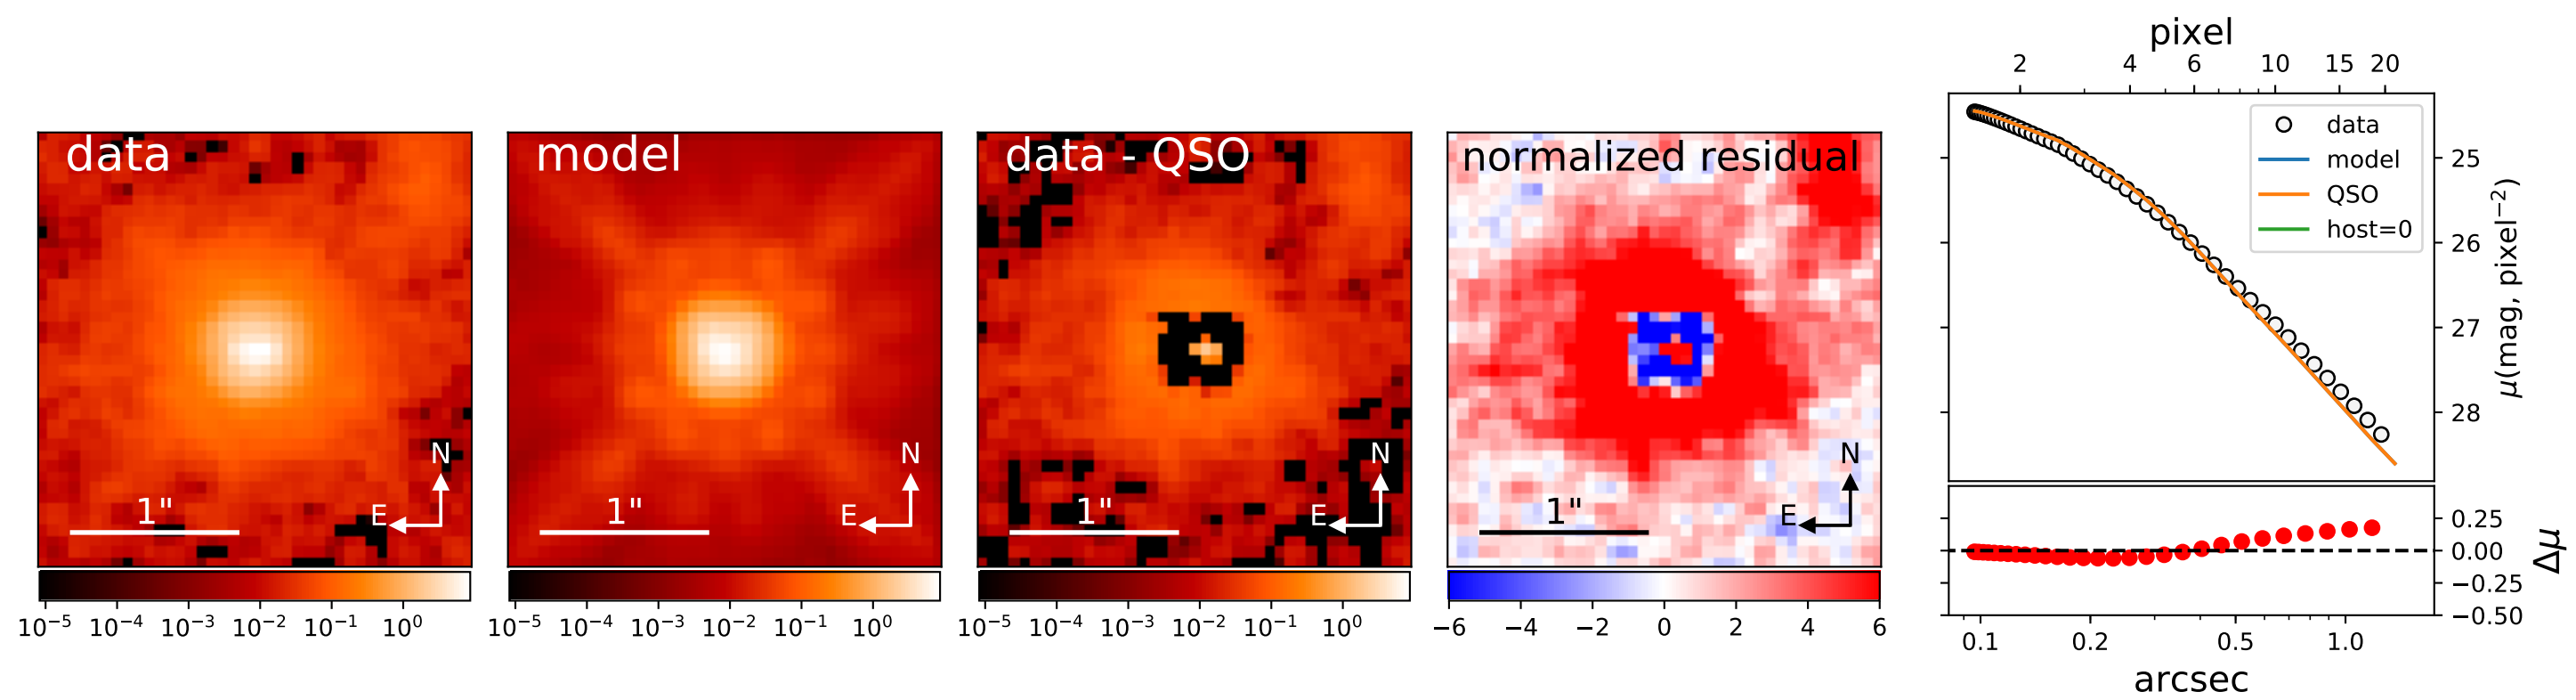 data
N
E
1"
10⁻⁵ 10⁻⁴ 10⁻³ 10⁻² 10⁻¹ 10⁰
model
N
E
1"
10⁻⁵ 10⁻⁴ 10⁻³ 10⁻² 10⁻¹ 10⁰
data - QSO
N
E
1"
10⁻⁵ 10⁻⁴ 10⁻³ 10⁻² 10⁻¹ 10⁰
normalized residual
N
E
1"
−6 −4 −2 0 2 4 6
pixel
2 4 6 10 15 20
data
model
QSO
host=0
25
26
27
28
μ(mag, pixel⁻²)
0.25
0.00
−0.25
−0.50
Δμ
0.1 0.2 0.5 1.0
arcsec